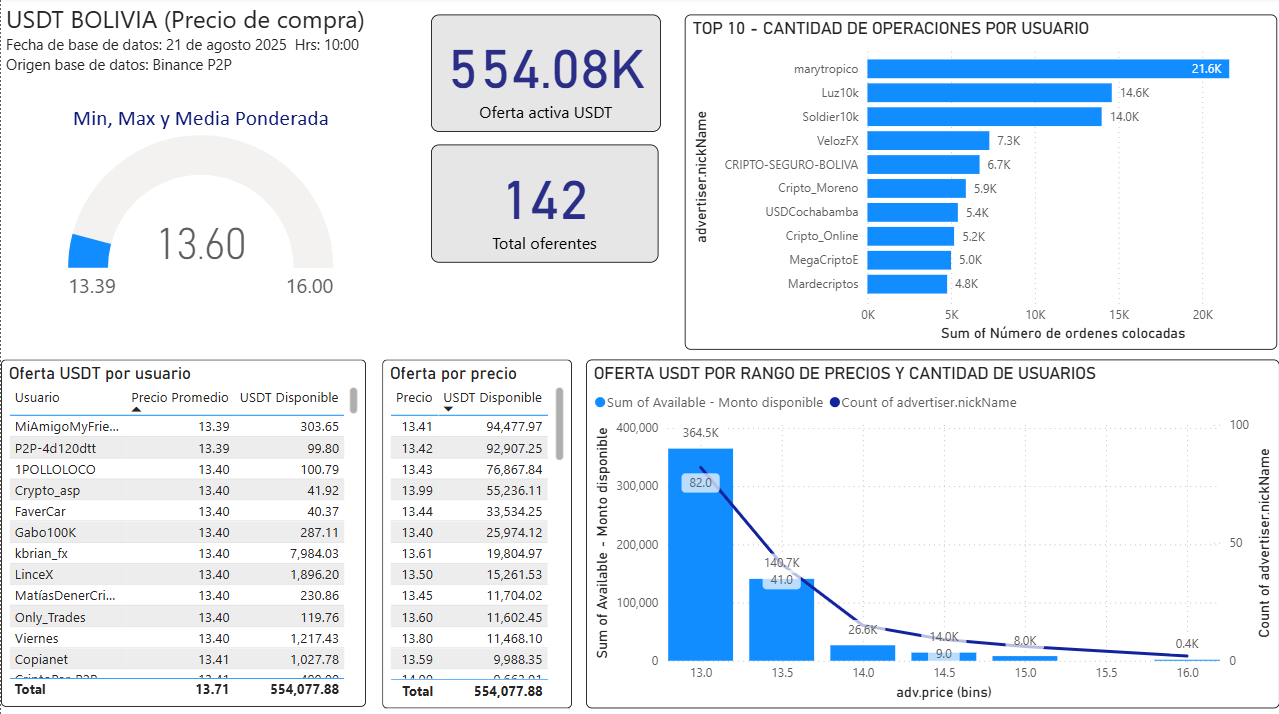 USDT BOLIVIA (Precio de compra)
Fecha de base de datos: 21 de agosto 2025 Hrs: 10:00
Origen base de datos: Binance P2P
Min, Max y Media Ponderada
13.60
13.39
16.00
554.08K
Oferta activa USDT
142
Total oferentes
TOP 10 - CANTIDAD DE OPERACIONES POR USUARIO
advertiser.nickName
marytropico 21.6K
Luz10k 14.6K
Soldier10k 14.0K
VelozFX 7.3K
CRIPTO-SEGURO-BOLIVA 6.7K
Cripto_Moreno 5.9K
USDCochabamba 5.4K
Cripto_Online 5.2K
MegaCriptoE 5.0K
Mardecriptos 4.8K
0K 5K 10K 15K 20K
Sum of Número de ordenes colocadas
Oferta USDT por usuario
Usuario Precio Promedio USDT Disponible
MiAmigoMyFrie... 13.39 303.65
P2P-4d120dtt 13.39 99.80
1POLLOLOCO 13.40 100.79
Crypto_asp 13.40 41.92
FaverCar 13.40 40.37
Gabo100K 13.40 287.11
kbrian_fx 13.40 7,984.03
LinceX 13.40 1,896.20
MatíasDenerCri... 13.40 230.86
Only_Trades 13.40 119.76
Viernes 13.40 1,217.43
Copianet 13.41 1,027.78
Total 13.71 554,077.88
Oferta por precio
Precio USDT Disponible
13.41 94,477.97
13.42 92,907.25
13.43 76,867.84
13.99 55,236.11
13.44 33,534.25
13.40 25,974.12
13.61 19,804.97
13.50 15,261.53
13.45 11,704.02
13.60 11,602.45
13.80 11,468.10
13.59 9,988.35
Total 554,077.88
OFERTA USDT POR RANGO DE PRECIOS Y CANTIDAD DE USUARIOS
Sum of Available - Monto disponible Count of advertiser.nickName
Sum of Available - Monto disponible
400,000
300,000
200,000
100,000
0
364.5K
82.0
140.7K
41.0
26.6K
14.0K
9.0
8.0K
0.4K
100
50
0
Count of advertiser.nickName
13.0 13.5 14.0 14.5 15.0 15.5 16.0
adv.price (bins)